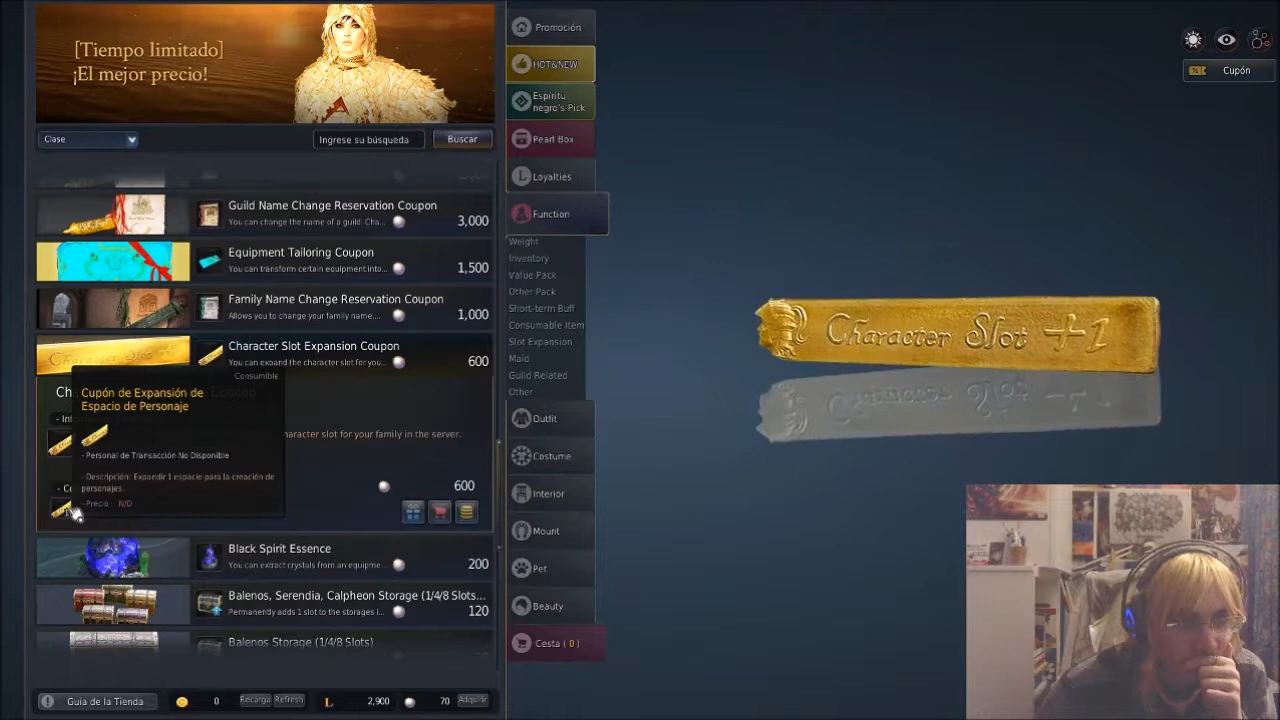 [Tiempo limitado]
¡El mejor precio!
Clase
Ingrese su búsqueda
Buscar
Guild Name Change Reservation Coupon
You can change the name of a guild: Cha...
3,000
Equipment Tailoring Coupon
You can transform certain equipment into...
1,500
Family Name Change Reservation Coupon
Allows you to change your family name....
1,000
Character Slot Expansion Coupon
You can expand the character slot for you...
600
Consumible
Cupón de Expansión de
Espacio de Personaje
haracter slot for your family in the server.
- Personal de Transacción No Disponible
- Descripción: Expandir 1 espacio para la creación de
personajes.
- Precio : N/D
600
Black Spirit Essence
You can extract crystals from an equipme...
200
Balenos, Serendia, Calpheon Storage (1/4/8 Slots...
Permanently adds 1 slot to the storages i...
120
Balenos Storage (1/4/8 Slots)
Guía de la Tienda
0
Recarga
Refresh
L
2,900
70
Adquirir
Promoción
HOT&NEW
Espíritu
negro's Pick
Pearl Box
Loyalties
Function
Weight
Inventory
Value Pack
Other Pack
Short-term Buff
Consumable Item
Slot Expansion
Maid
Guild Related
Other
Outfit
Costume
Interior
Mount
Pet
Beauty
Cesta ( 0 )
Cupón
Character Slot +1